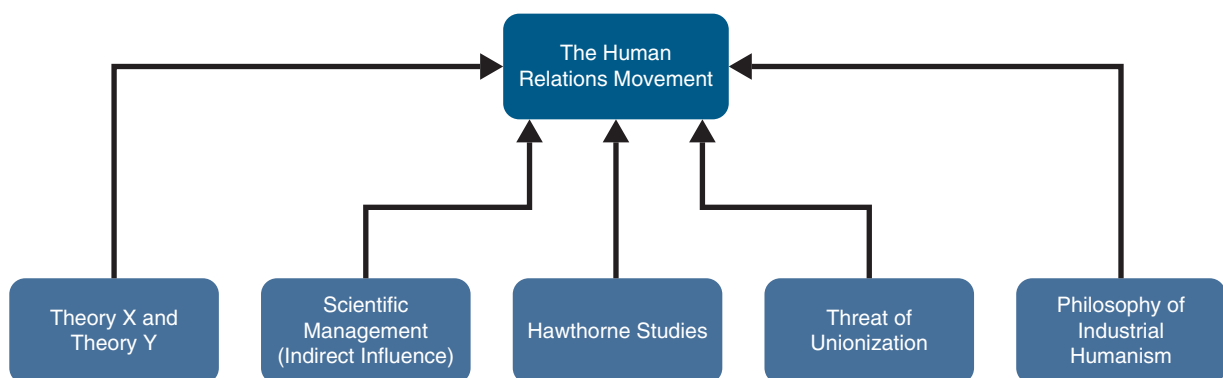 The Human
Relations Movement
Theory X and
Theory Y
Scientific
Management
(Indirect Influence)
Hawthorne Studies
Threat of
Unionization
Philosophy of
Industrial
Humanism